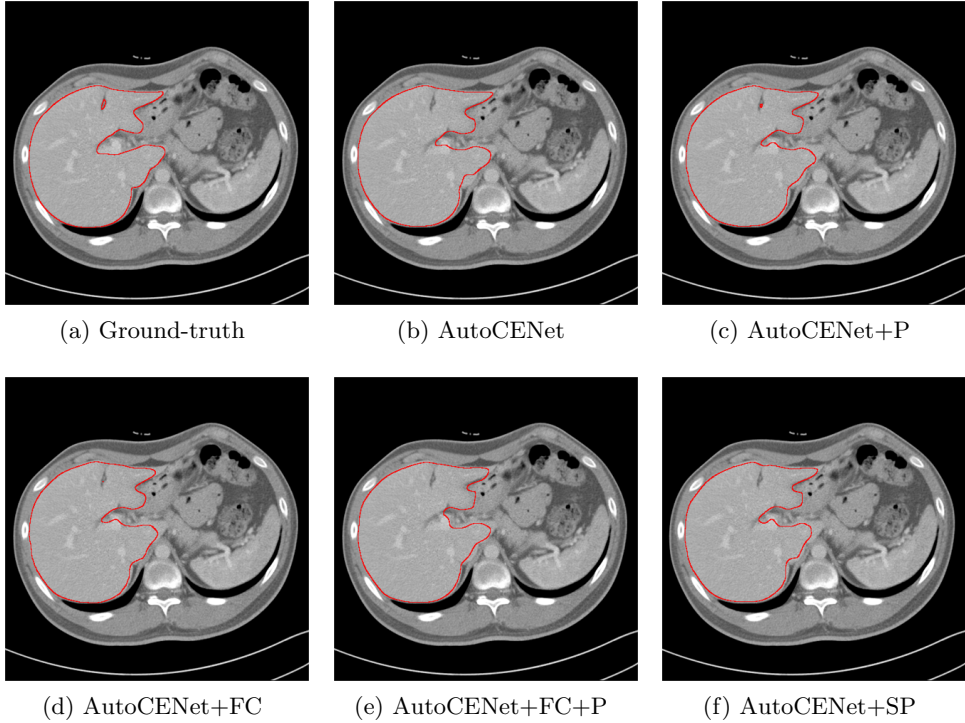 (a) Ground-truth
(b) AutoCENet
(c) AutoCENet+P
(d) AutoCENet+FC
(e) AutoCENet+FC+P
(f) AutoCENet+SP